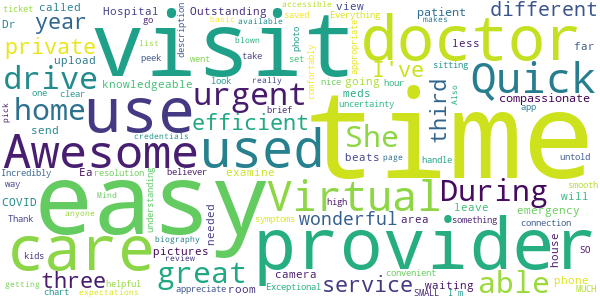 ticket
called
Hospital
Outstanding
view
patient
different
Dr
year
go
basic
available
accessible
Everything
makes
private
list
saved
comfortably
less
far
description
photo
blown
appropriate
visit
doctor
upload
peek
went
take
set
sitting
one
clear
knowledgeable
look
really
nice
hour
I've
drive
urgent
going
Quick
pick
home
use
meds
third
compassionate
send
efficient
She
brief
uncertainty
app
credentials
beats
page
handle
Also
untold
Awesome
used
time
Incredibly
Ea
resolution
believer
examine
way
COVID
Mind
understanding
easy
Virtual
During
high
leave
will
smooth
Thank
anyone
symptoms
needed
wonderful
area
something
emergency
connection
kids
biography
pictures
provider
care
three
great
camera
service
waiting
able
house
phone
SO
getting
helpful
review
convenient
chart
expectations
appreciate
room
Exceptional
SMALL
I'm
MUCH